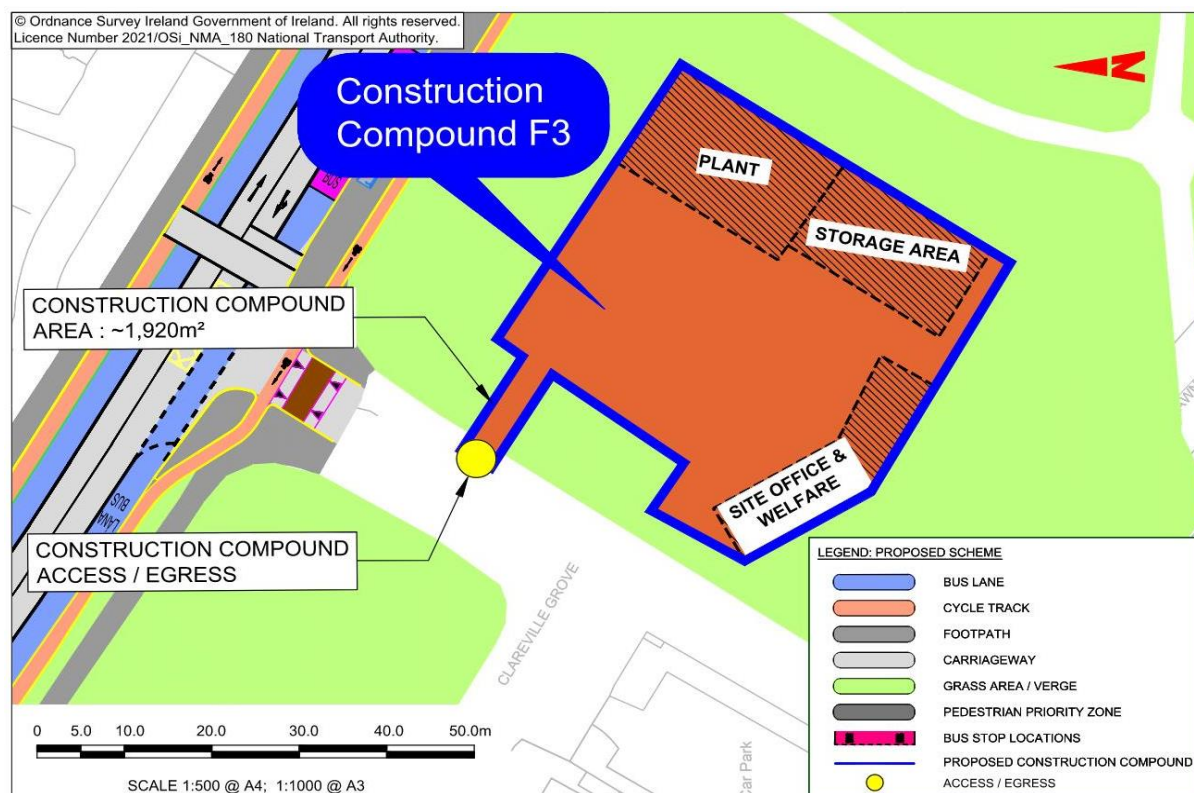 © Ordnance Survey Ireland Government of Ireland. All rights reserved.
Licence Number 2021/OSi_NMA_180 National Transport Authority.
Construction
Compound F3
N
PLANT
STORAGE AREA
BUS
CONSTRUCTION COMPOUND
AREA : ~1,920m²
SITE OFFICE &
WELFARE
LANA
BUS
CONSTRUCTION COMPOUND
ACCESS / EGRESS
CLAREVILLE GROVE
Car Park
LEGEND: PROPOSED SCHEME
BUS LANE
CYCLE TRACK
FOOTPATH
CARRIAGEWAY
GRASS AREA / VERGE
PEDESTRIAN PRIORITY ZONE
BUS STOP LOCATIONS
PROPOSED CONSTRUCTION COMPOUND
ACCESS / EGRESS
0 5.0 10.0 20.0 30.0 40.0 50.0m
SCALE 1:500 @ A4; 1:1000 @ A3